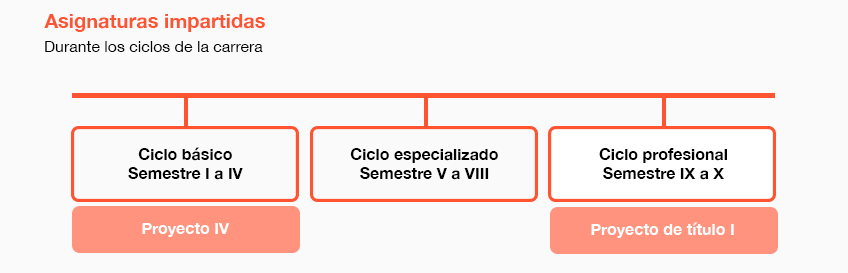 Asignaturas impartidas
Durante los ciclos de la carrera
Ciclo básico
Semestre I a IV
Proyecto IV
Ciclo especializado
Semestre V a VIII
Ciclo profesional
Semestre IX a X
Proyecto de título I